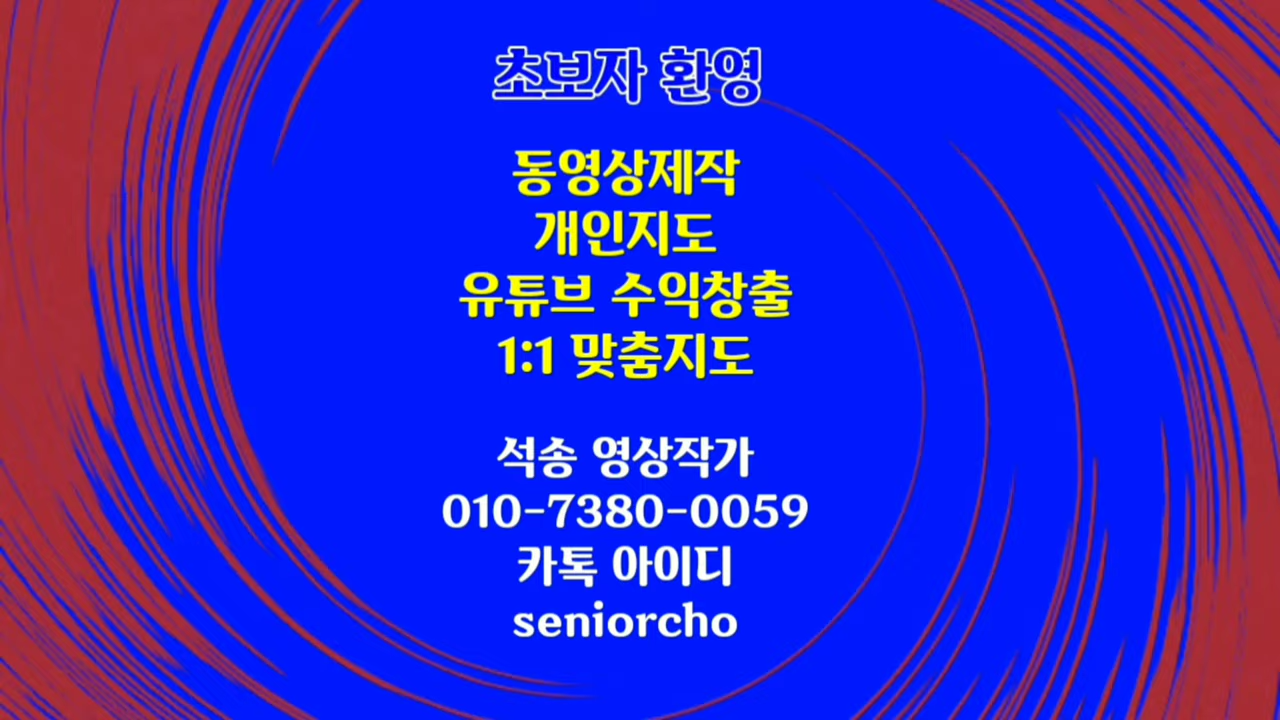 초보자 환영
동영상제작
개인지도
유튜브 수익창출
1:1 맞춤지도
석송 영상작가
010-7380-0059
카톡 아이디
seniorcho